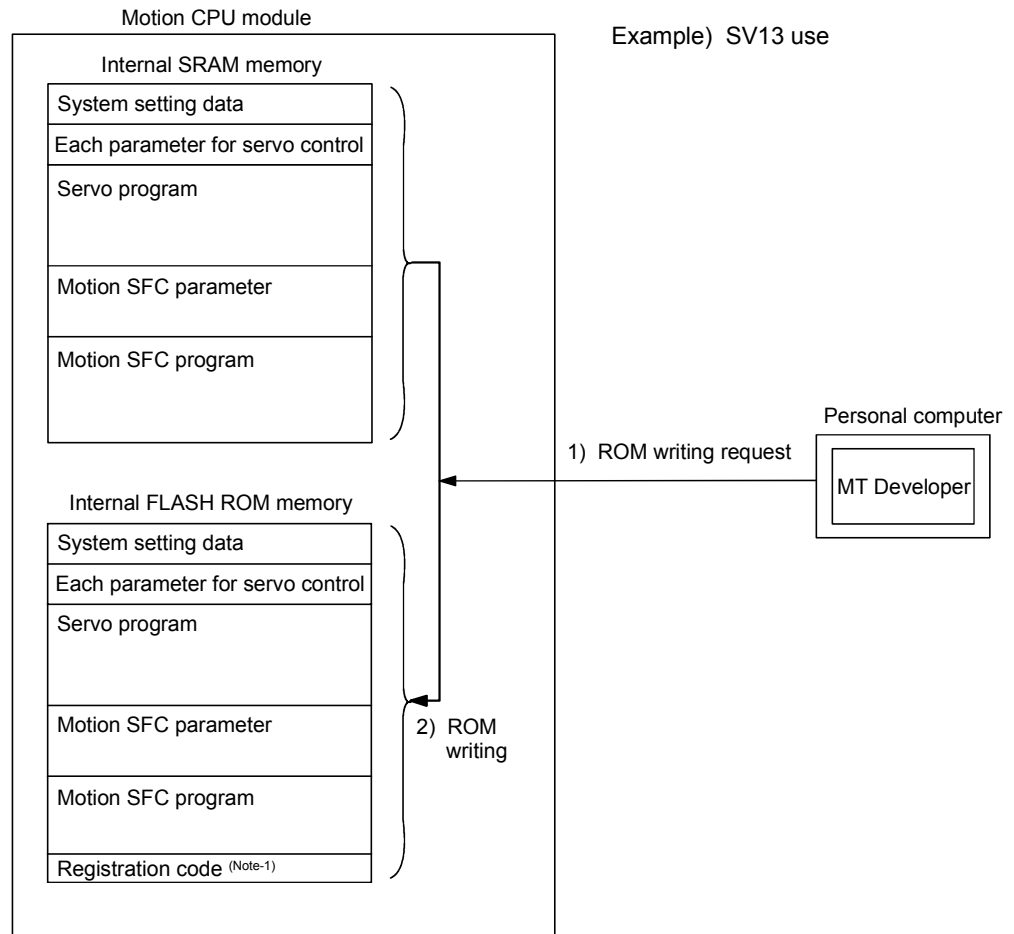 Motion CPU module
Example) SV13 use
Internal SRAM memory
System setting data
Each parameter for servo control
Servo program
Motion SFC parameter
Motion SFC program
Personal computer
1) ROM writing request
MT Developer
Internal FLASH ROM memory
System setting data
Each parameter for servo control
Servo program
Motion SFC parameter
2) ROM
writing
Motion SFC program
Registration code (Note-1)